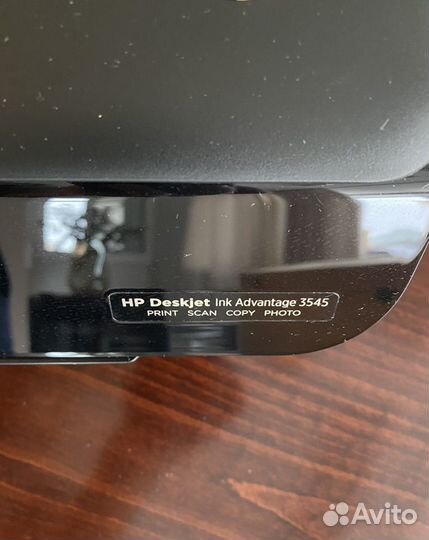 HP Deskjet Ink Advantage 3545
PRINT SCAN COPY PHOTO
Avito